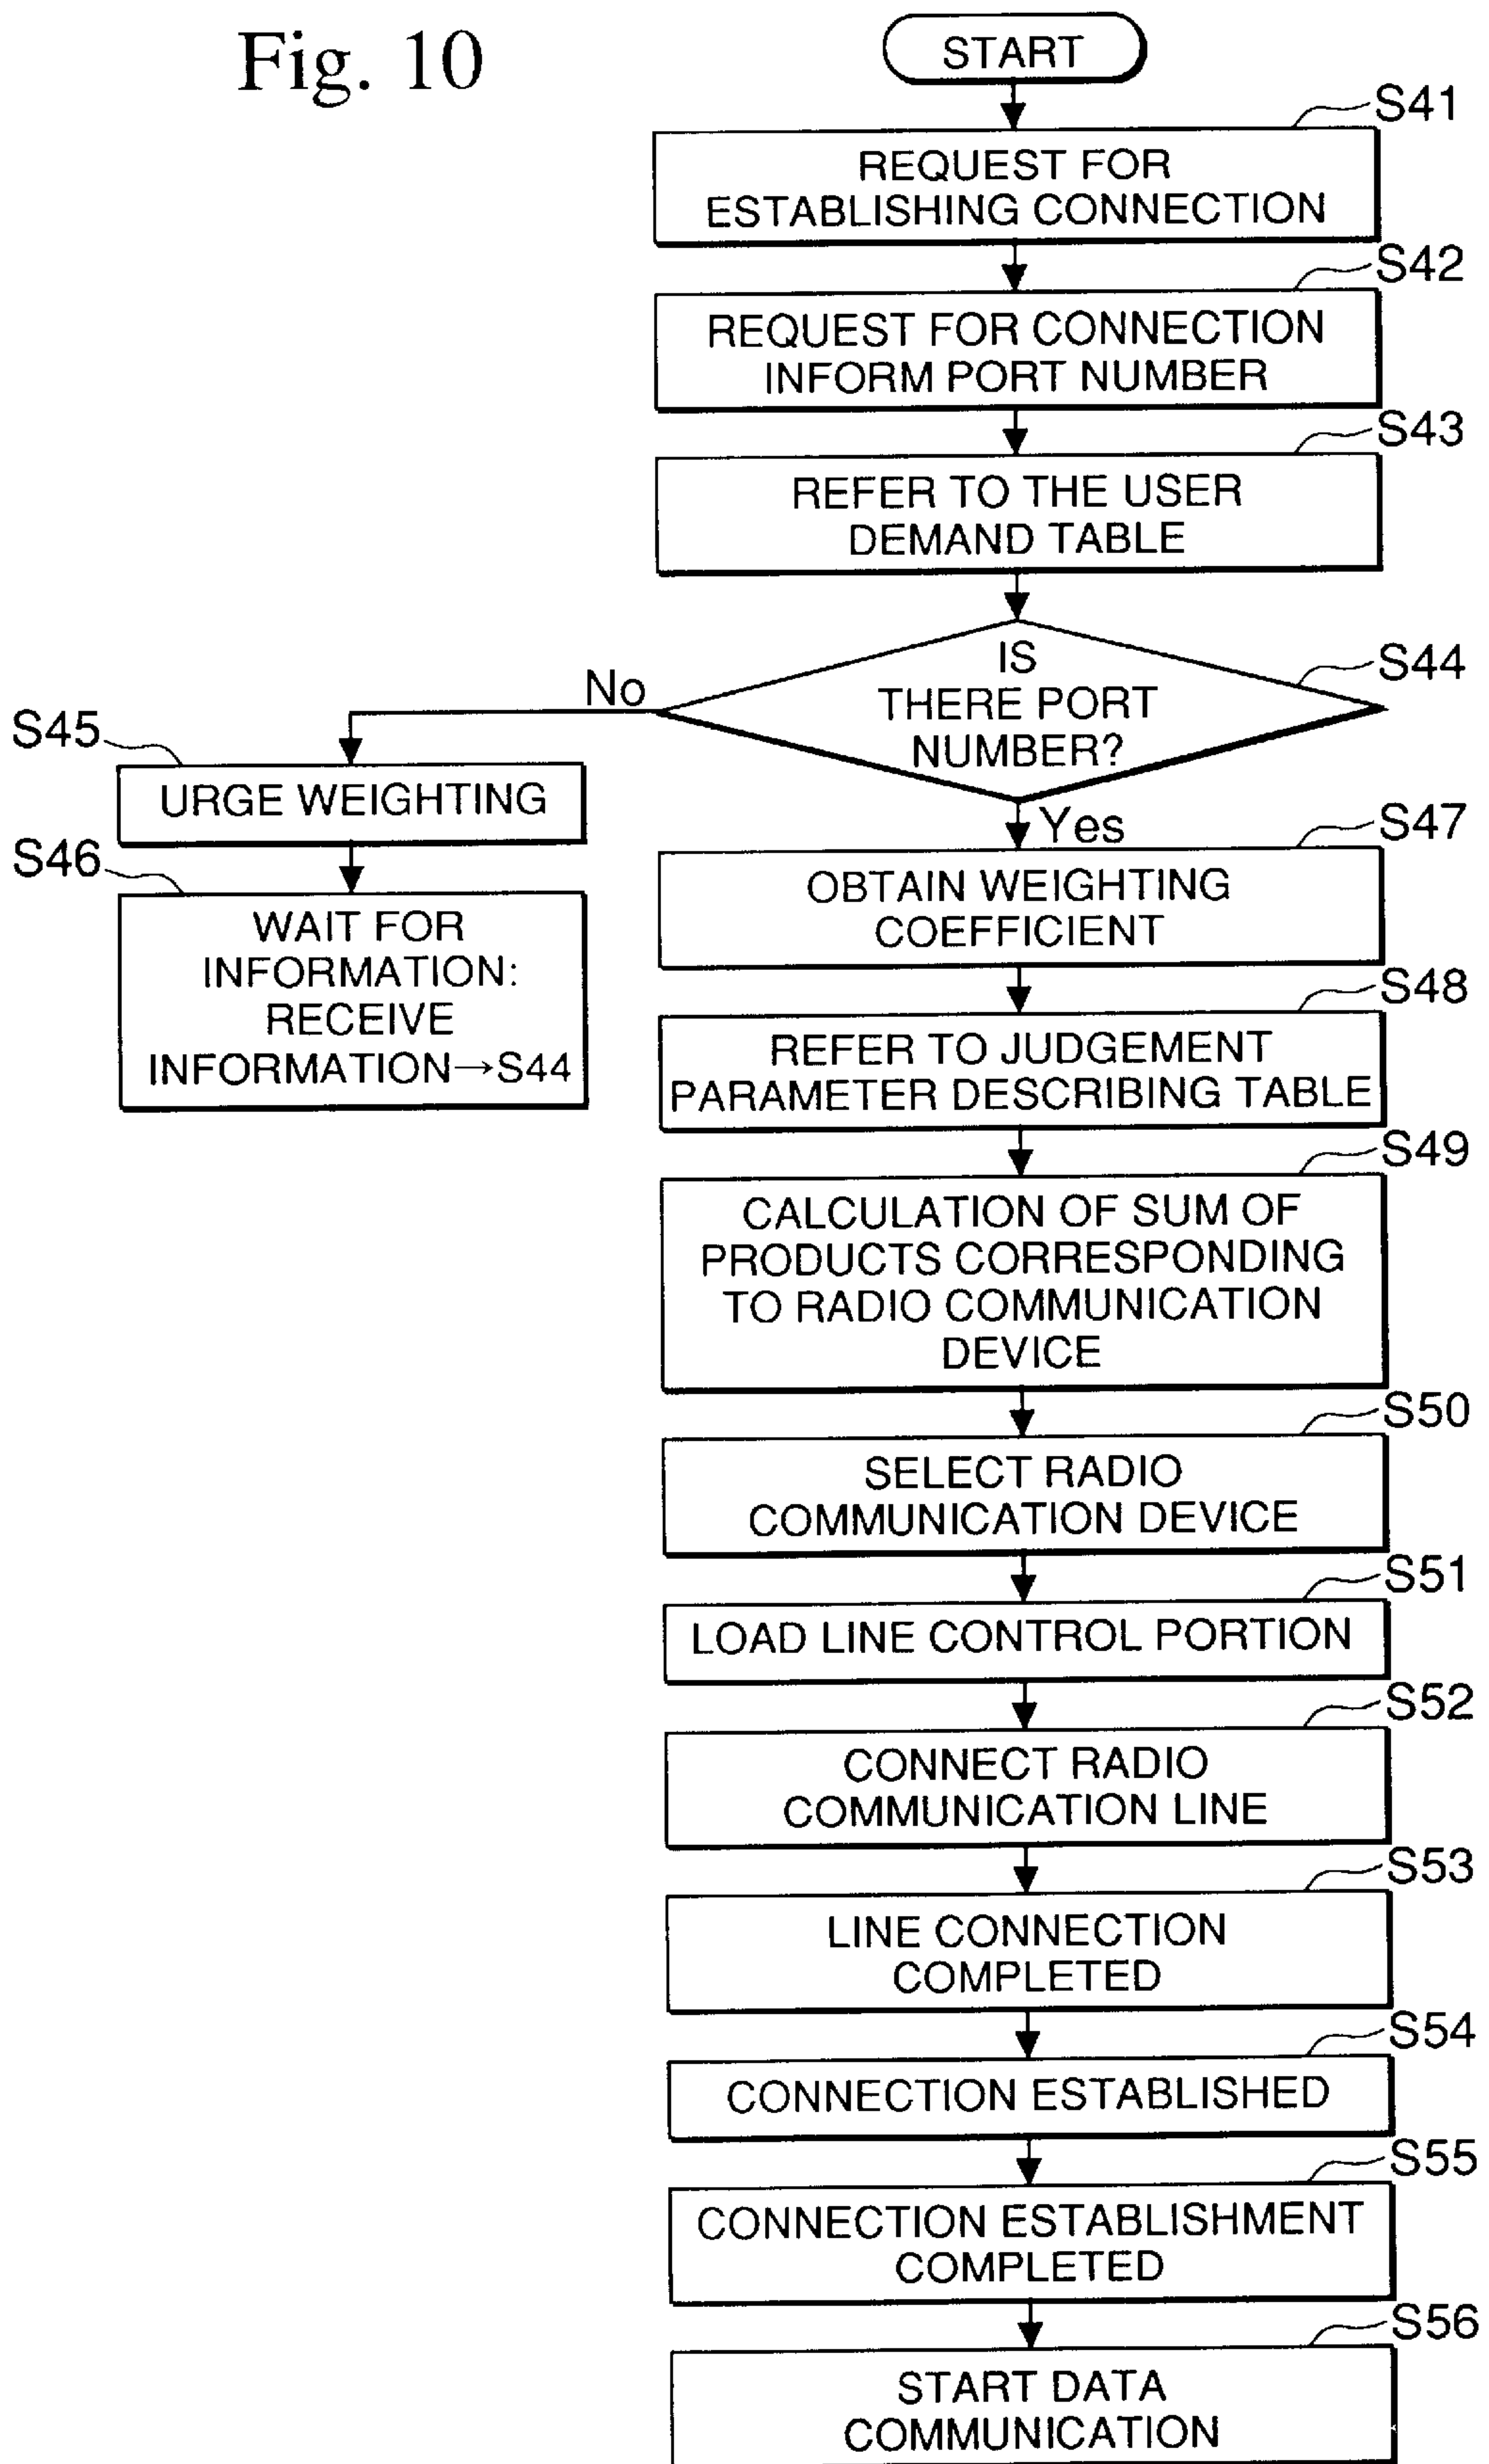 Fig. 10
START
S41
REQUEST FOR
ESTABLISHING CONNECTION
S42
REQUEST FOR CONNECTION
INFORM PORT NUMBER
S43
REFER TO THE USER
DEMAND TABLE
S44
IS
THERE PORT
NUMBER?
No
S45
URGE WEIGHTING
S46
WAIT FOR
INFORMATION:
RECEIVE
INFORMATION→S44
Yes
S47
OBTAIN WEIGHTING
COEFFICIENT
S48
REFER TO JUDGEMENT
PARAMETER DESCRIBING TABLE
S49
CALCULATION OF SUM OF
PRODUCTS CORRESPONDING
TO RADIO COMMUNICATION
DEVICE
S50
SELECT RADIO
COMMUNICATION DEVICE
S51
LOAD LINE CONTROL PORTION
S52
CONNECT RADIO
COMMUNICATION LINE
S53
LINE CONNECTION
COMPLETED
S54
CONNECTION ESTABLISHED
S55
CONNECTION ESTABLISHMENT
COMPLETED
S56
START DATA
COMMUNICATION